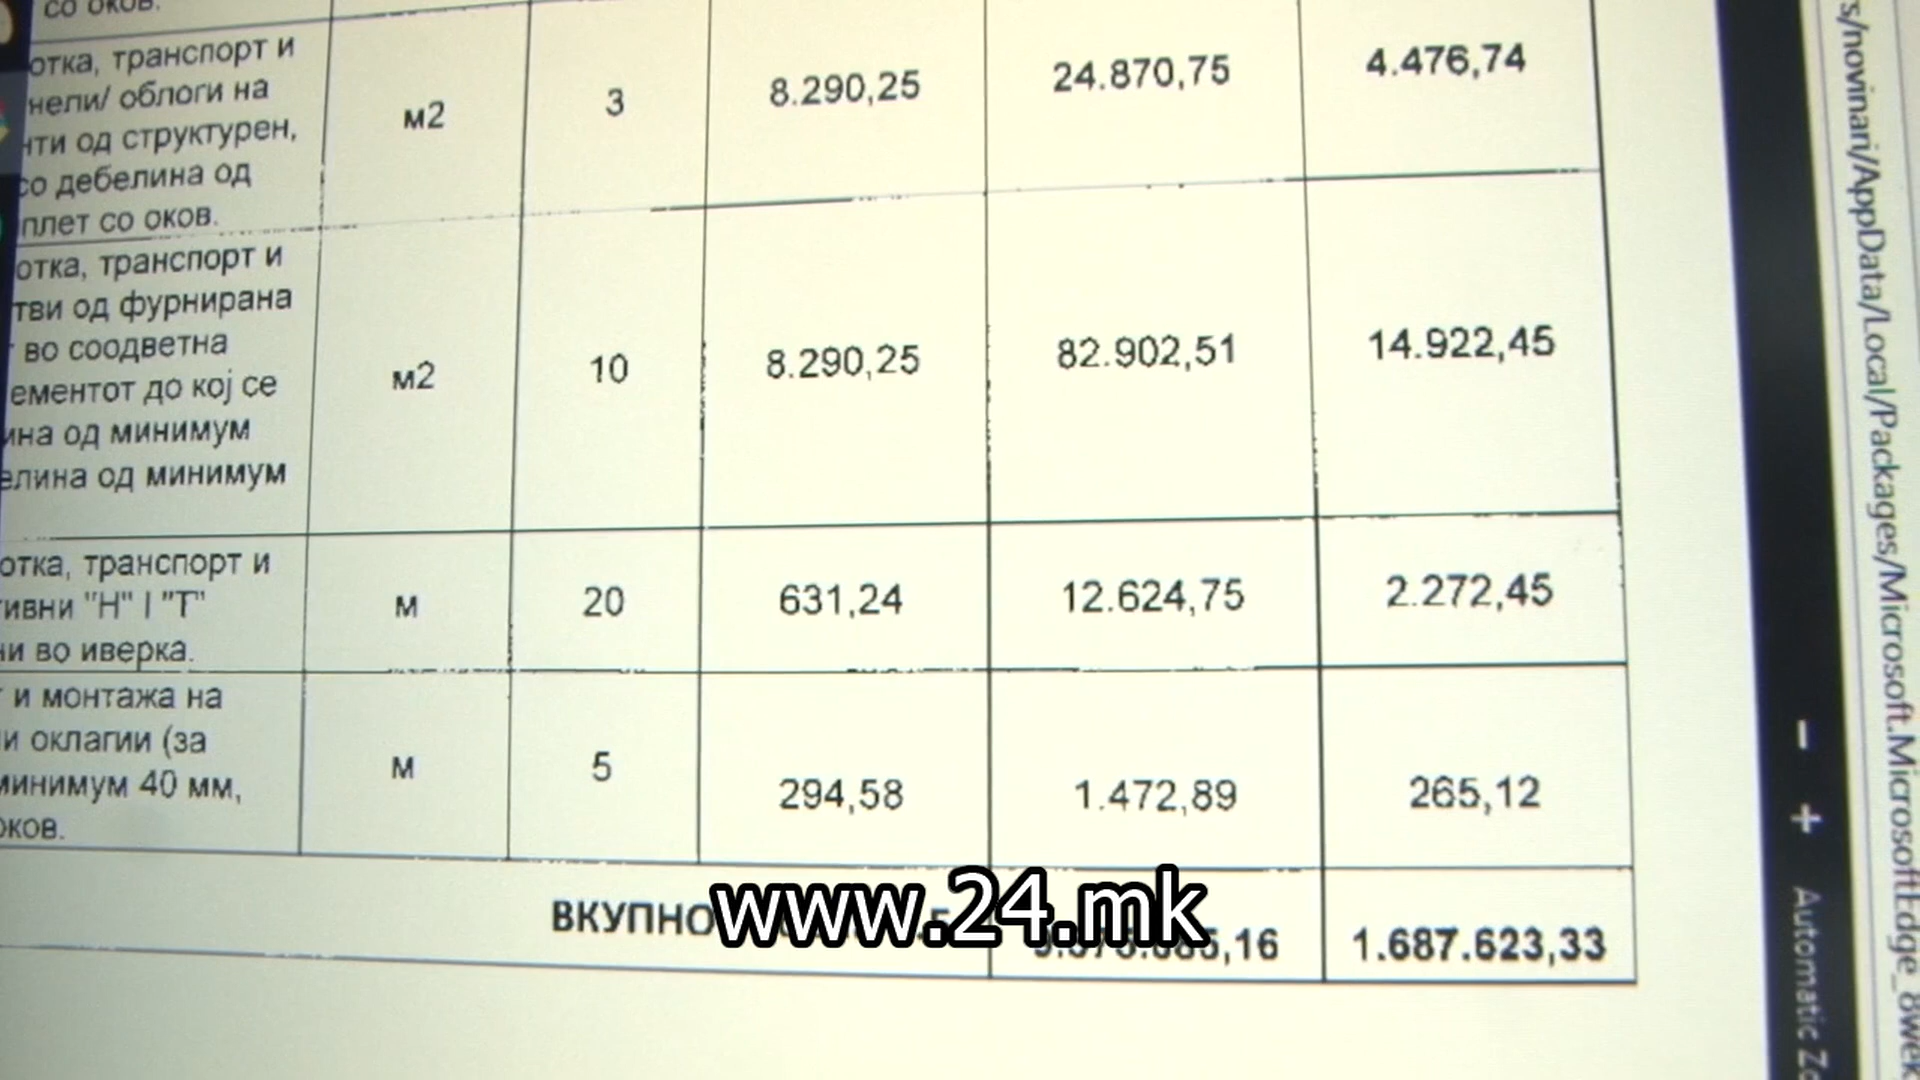 со оков.
отка, транспорт и
нели/ облоги на
нти од структурен,
со дебелина од
плет со оков.
м2
3
8.290,25
24.870,75
4.476,74
отка, транспорт и
тви од фурнирана
во соодветна
ементот до кој се
ина од минимум
елина од минимум
м2
10
8.290,25
82.902,51
14.922,45
отка, транспорт и
тивни "Н" I "Т"
ни во иверка.
м
20
631,24
12.624,75
2.272,45
и монтажа на
и оклагии (за
минимум 40 мм,
оков.
м
5
294,58
1.472,89
265,12
ВКУПНО
1.687.623,33
www.24.mk
s/novinari/AppData/Local/Packages/Microsoft.MicrosoftEdge_8wek
- +
Automatic Zo